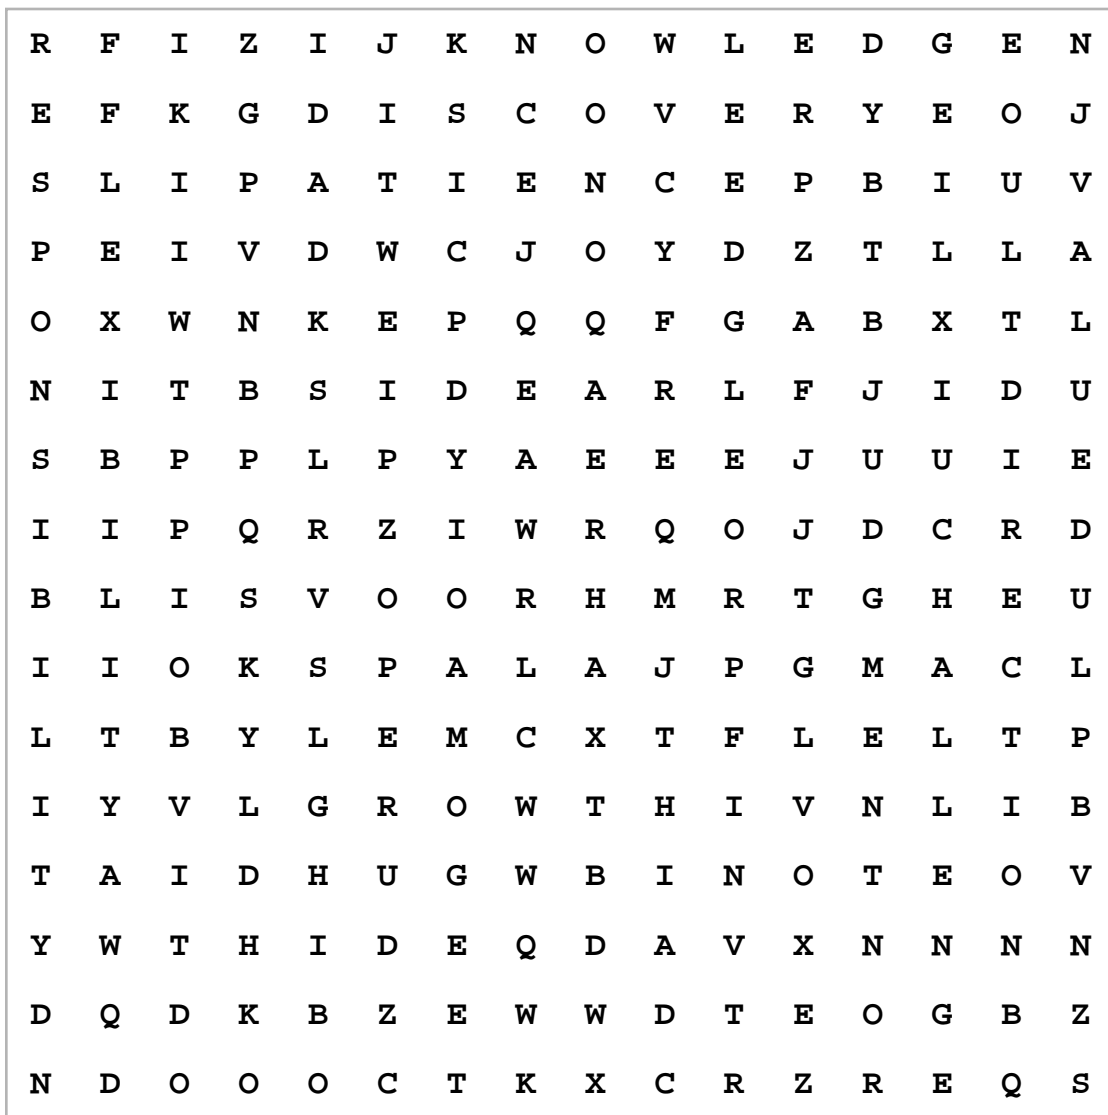 R F I Z I J K N O W L E D G E N
E F K G D I S C O V E R Y E O J
S L I P A T I E N C E P B I U V
P E I V D W C J O Y D Z T L L A
O X W N K E P Q Q F G A B X T L
N I T B S I D E A R L F J I D U
S B P P L P Y A E E E J U U I E
I I P Q R Z I W R Q O J D C R D
B L I S V O O R H M R T G H E U
I I O K S P A L A J P G M A C L
L T B Y L E M C X T F L E L T P
I Y V L G R O W T H I V N L I B
T A I D H U G W B I N O T E O V
Y W T H I D E Q D A V X N N N N
D Q D K B Z E W W D T E O G B Z
N D O O O C T K X C R Z R E Q S